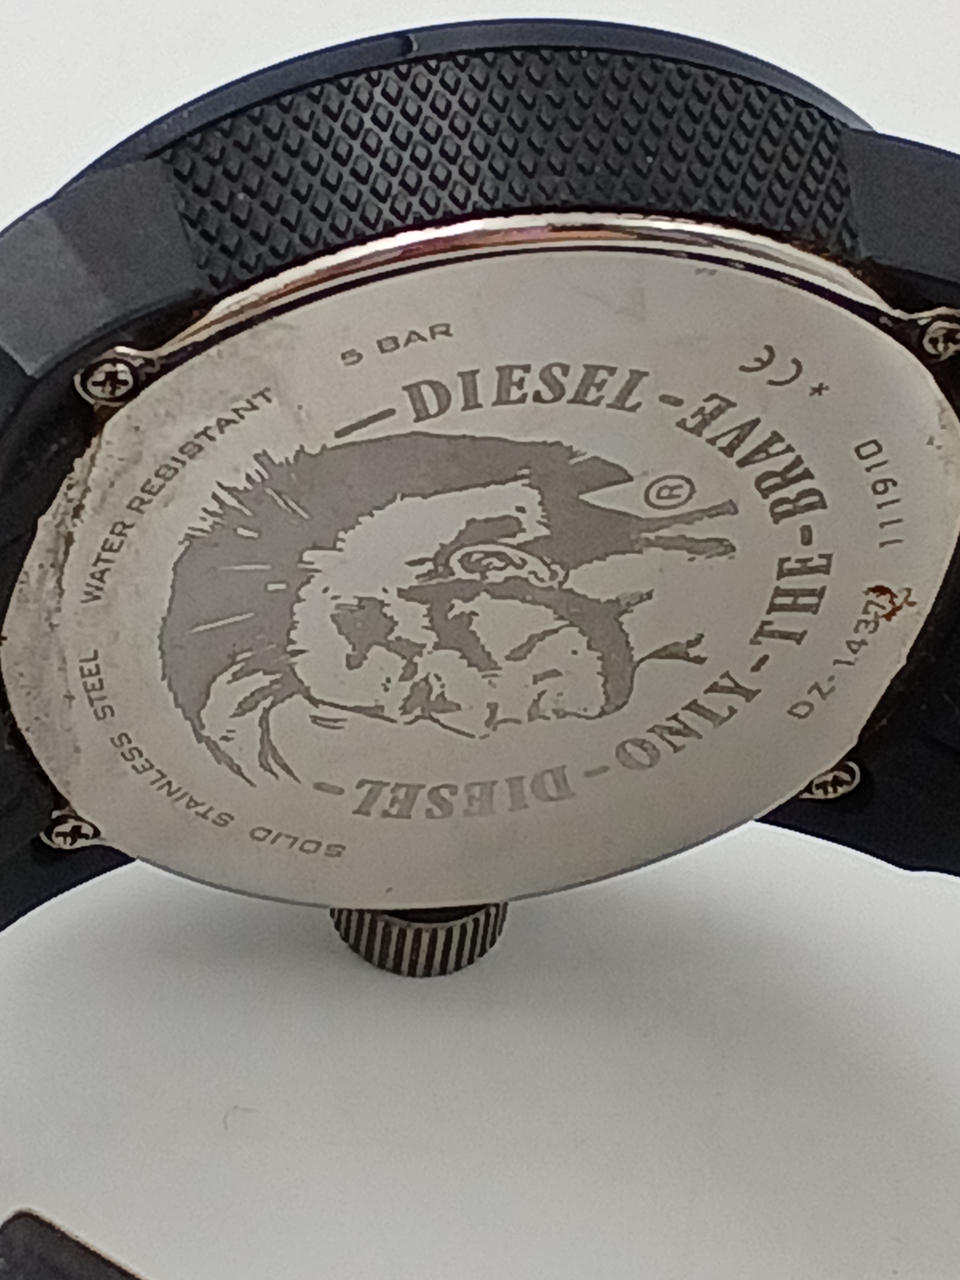 DIESEL-ONLY-THE-BRAVE-DIESEL-
®
SOLID STAINLESS STEEL
WATER RESISTANT
5 BAR
CE *
111910
DZ-1437